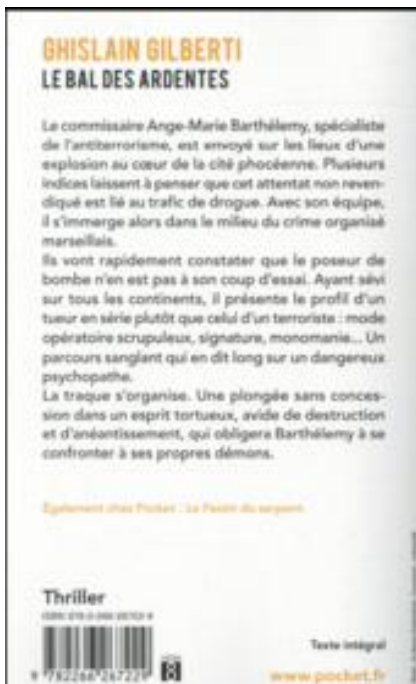 GHISLAIN GILBERTI
LE BAL DES ARDENTES
Le commissaire Ange-Marie Barthélemy, spécialiste
de l'antiterrorisme, est envoyé sur les lieux d'une
explosion au cœur de la cité phocéenne. Plusieurs
indices laissent à penser que cet attentat non reven-
diqué est lié au trafic de drogue. Avec son équipe,
il s'immerge alors dans le milieu du crime organisé
marseillais.
Ils vont rapidement constater que le poseur de
bombe n'en est pas à son coup d'essai. Ayant sévi
sur tous les continents, il présente le profil d'un
tueur en série plutôt que celui d'un terroriste : mode
opératoire scrupuleux, signature, monomanie... Un
parcours sanglant qui en dit long sur un dangereux
psychopathe.
La traque s'organise. Une plongée sans conces-
sion dans un esprit tortueux, avide de destruction
et d'anéantissement, qui obligera Barthélemy à se
confronter à ses propres démons.
Également chez Pocket : Le Festin du serpent
Thriller
Texte intégral
9 782266 267229
www.pocket.fr